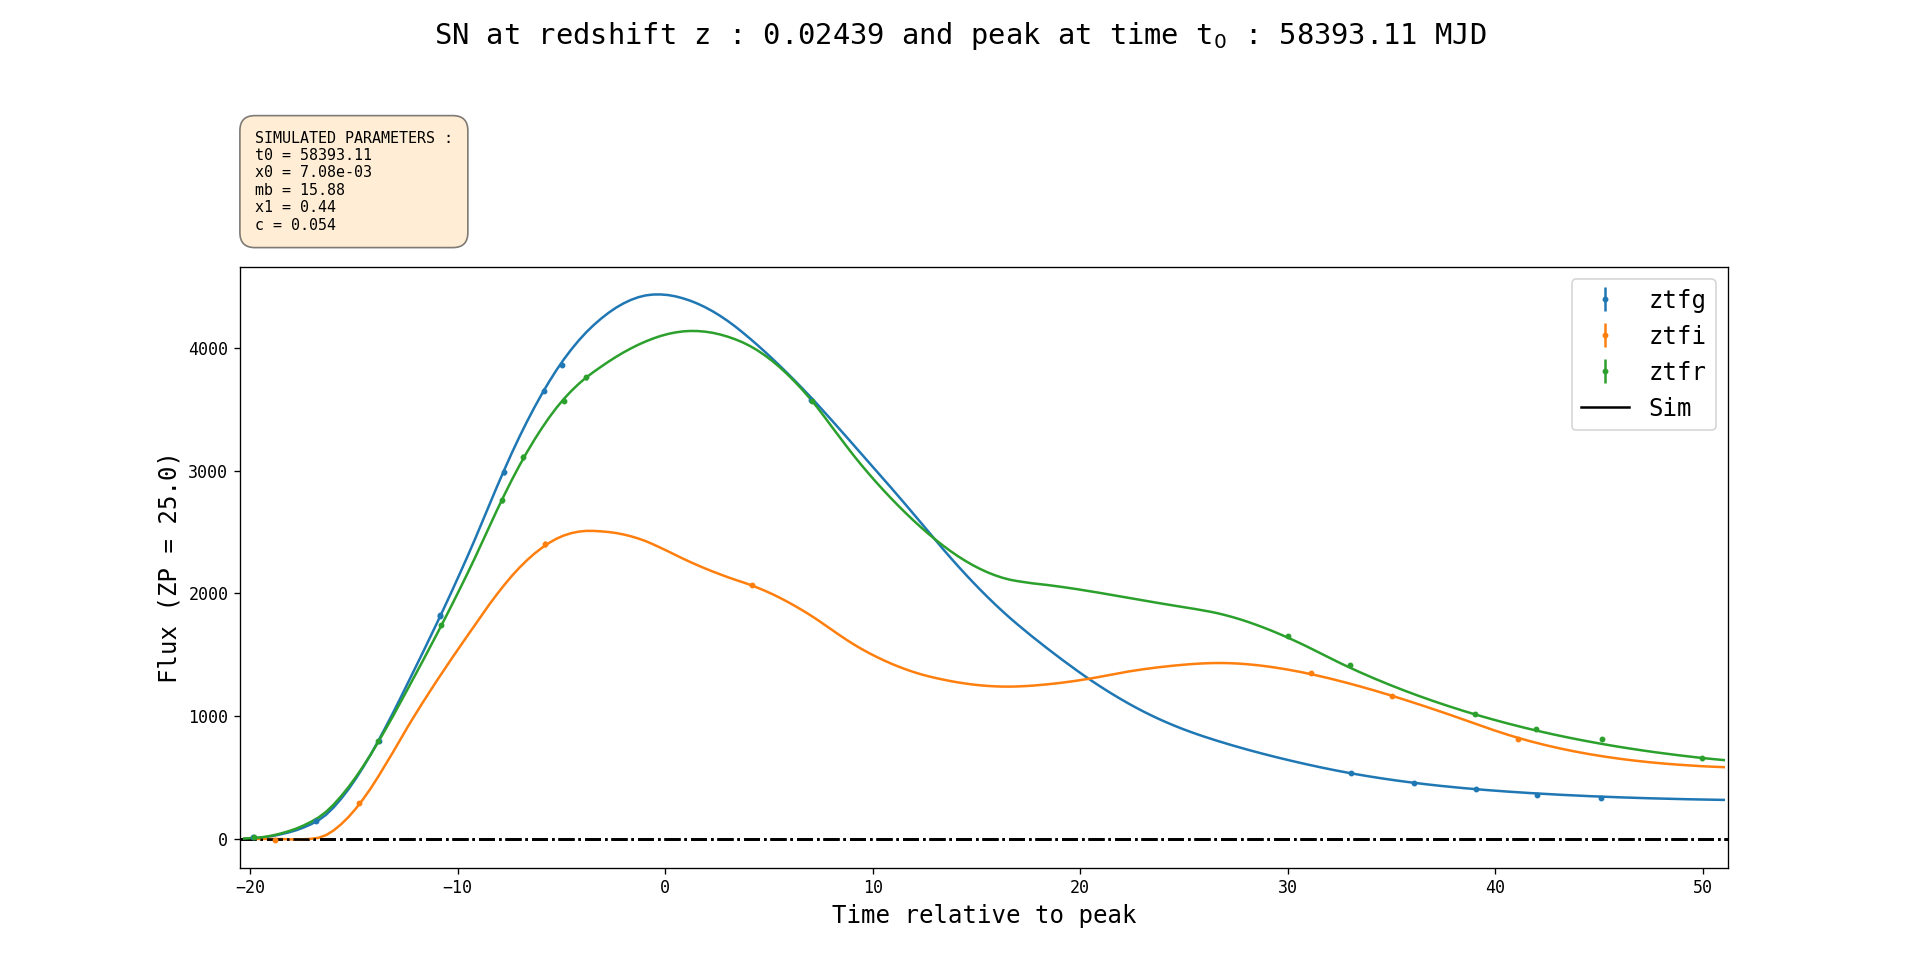 SN at redshift z : 0.02439 and peak at time t₀ : 58393.11 MJD
SIMULATED PARAMETERS :
t0 = 58393.11
x0 = 7.08e-03
mb = 15.88
x1 = 0.44
c = 0.054
ztfg
ztfi
ztfr
Sim
Flux (ZP = 25.0)
4000
3000
2000
1000
0
−20 −10 0 10 20 30 40 50
Time relative to peak